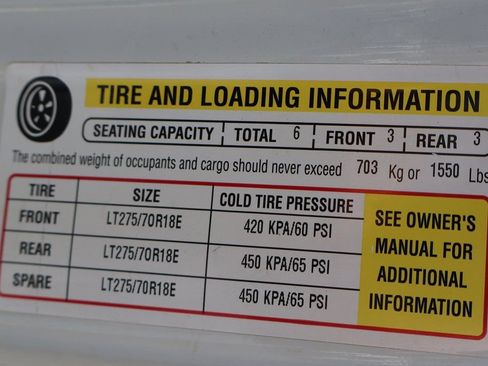 TIRE AND LOADING INFORMATION
SEATING CAPACITY TOTAL 6 FRONT 3 REAR 3
The combined weight of occupants and cargo should never exceed 703 Kg or 1550 Lbs
TIRE SIZE COLD TIRE PRESSURE
FRONT LT275/70R18E 420 KPA/60 PSI
REAR LT275/70R18E 450 KPA/65 PSI
SPARE LT275/70R18E 450 KPA/65 PSI
SEE OWNER'S
MANUAL FOR
ADDITIONAL
INFORMATION